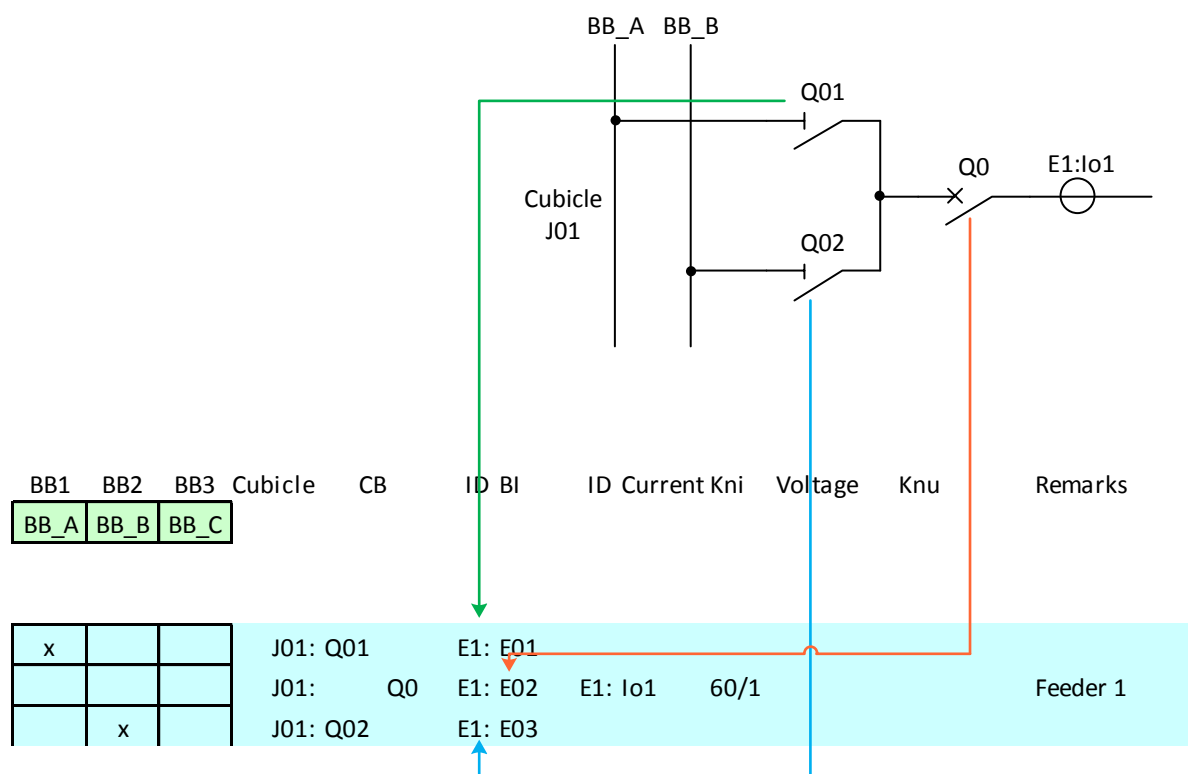 BB_A BB_B
Q01
Q0 E1:Io1
Cubicle
J01
Q02
BB1 BB2 BB3 Cubicle CB ID BI ID Current Kni Voltage Knu Remarks
BB_A BB_B BB_C
x J01: Q01 E1: E01
J01: Q0 E1: E02 E1: Io1 60/1 Feeder 1
x J01: Q02 E1: E03